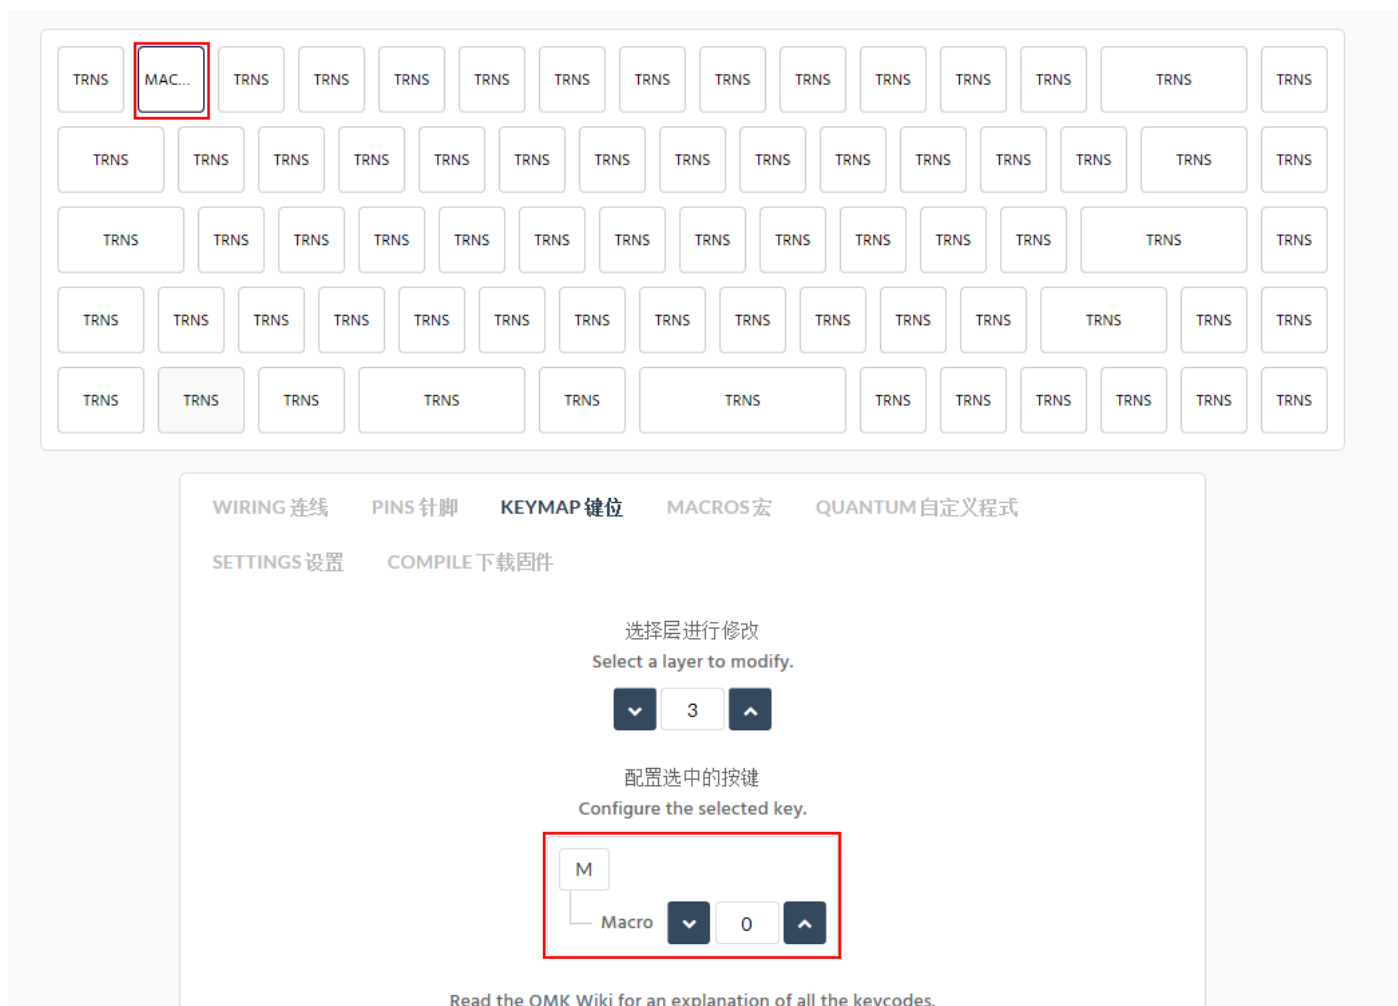 TRNS MAC... TRNS TRNS TRNS TRNS TRNS TRNS TRNS TRNS TRNS TRNS TRNS TRNS TRNS
TRNS TRNS TRNS TRNS TRNS TRNS TRNS TRNS TRNS TRNS TRNS TRNS TRNS TRNS TRNS
TRNS TRNS TRNS TRNS TRNS TRNS TRNS TRNS TRNS TRNS TRNS TRNS TRNS TRNS
TRNS TRNS TRNS TRNS TRNS TRNS TRNS TRNS TRNS TRNS TRNS TRNS TRNS TRNS TRNS
TRNS TRNS TRNS TRNS TRNS TRNS TRNS TRNS TRNS TRNS TRNS TRNS
WIRING 连线 PINS 针脚 KEYMAP 键位 MACROS 宏 QUANTUM 自定义程式
SETTINGS 设置 COMPILE 下载固件
选择层进行修改
Select a layer to modify.
3
配置选中的按键
Configure the selected key.
M
Macro 0
Read the QMK Wiki for an explanation of all the keycodes.